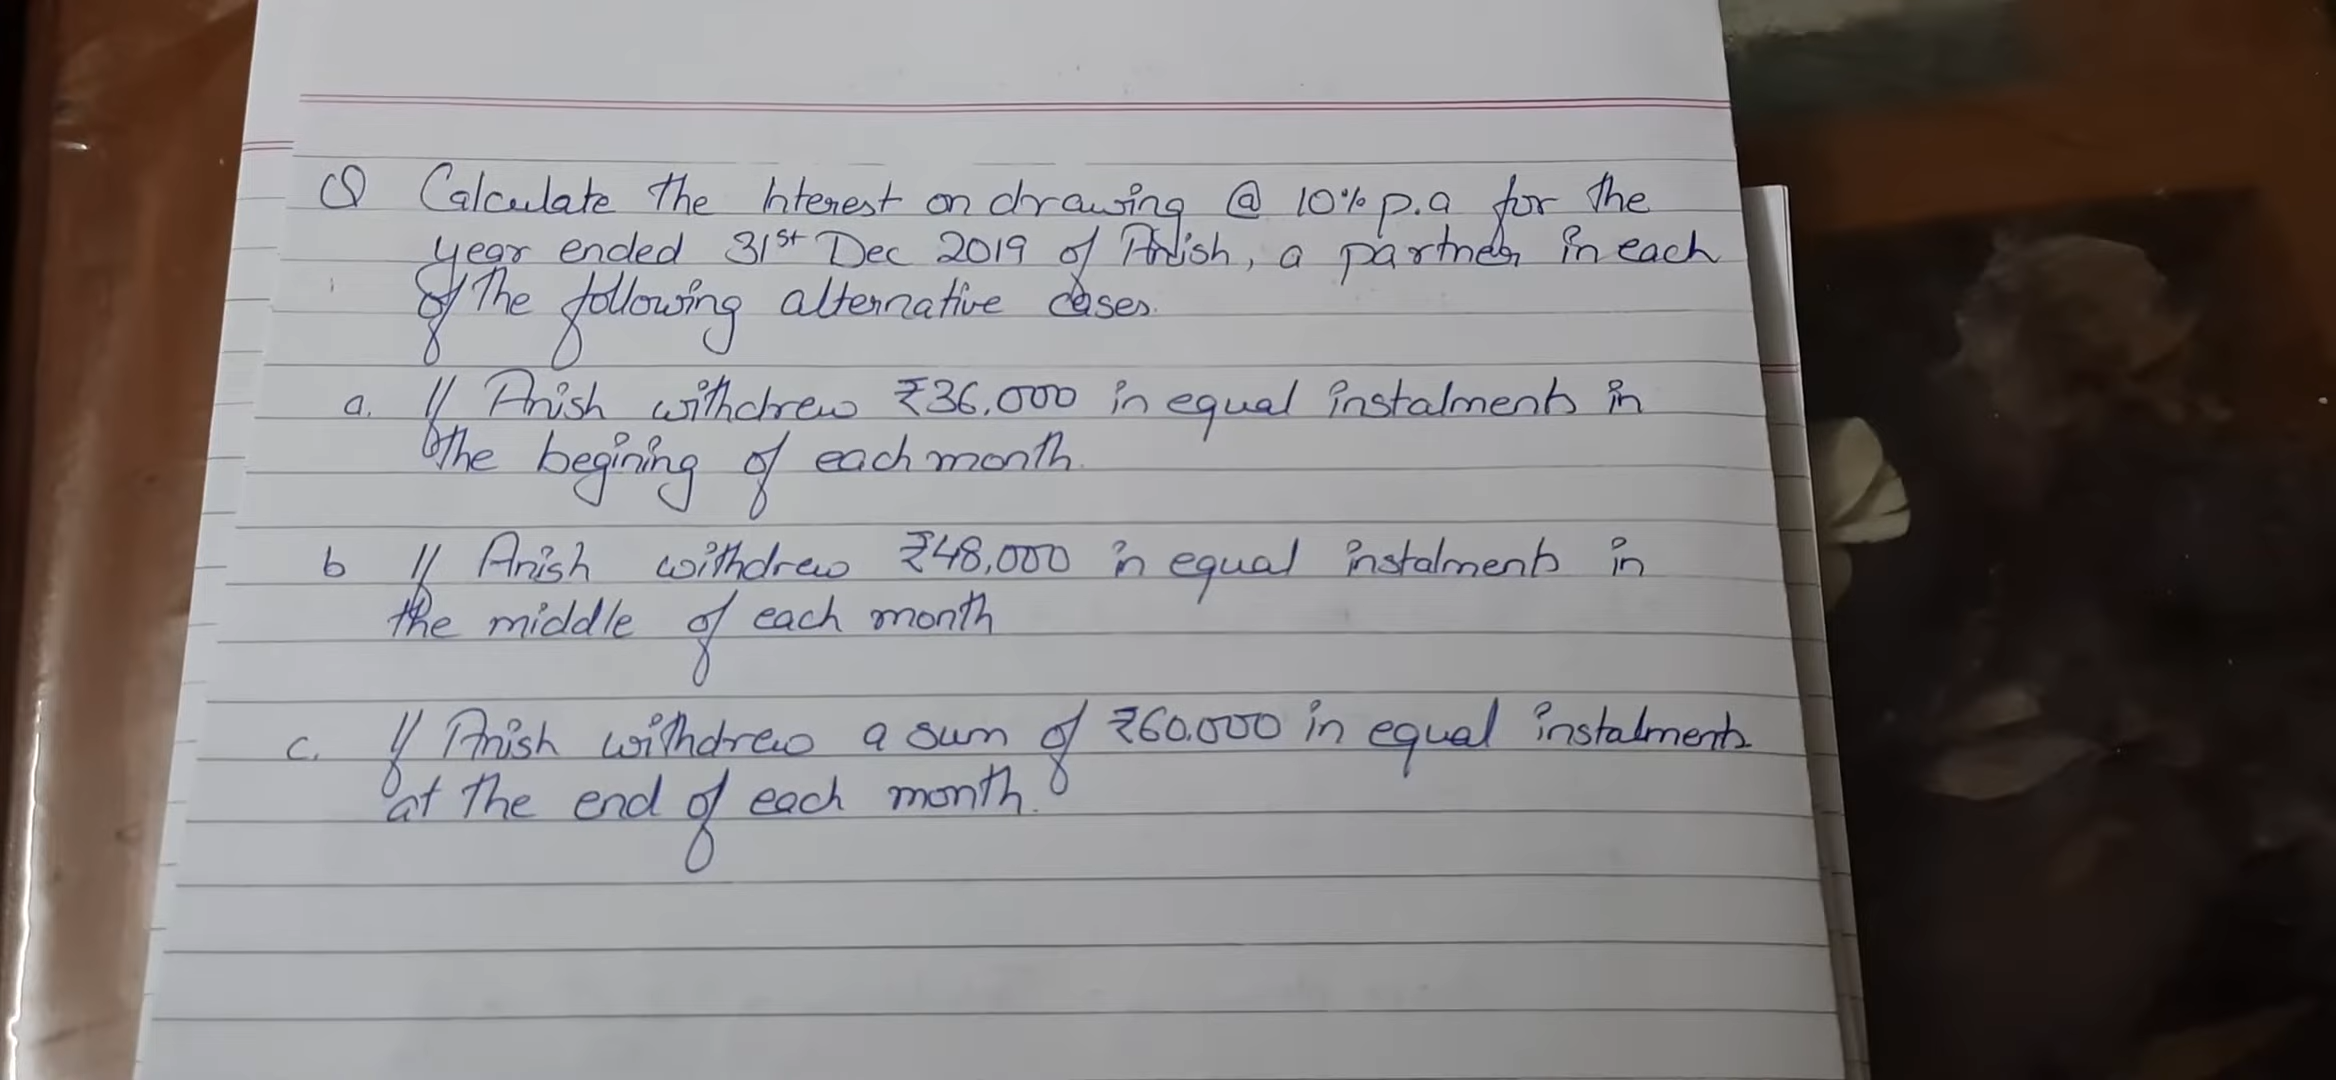 Q Calculate the Interest on drawing @ 10% p.a for the
year ended 31st Dec 2019 of Anish, a partner in each
of the following alternative cases.
a. If Anish withdrew ₹36,000 in equal instalments in
the begining of each month.
b If Anish withdrew ₹48,000 in equal instalments in
the middle of each month
c. If Anish withdrew a sum of ₹60,000 in equal instalments
at the end of each month.